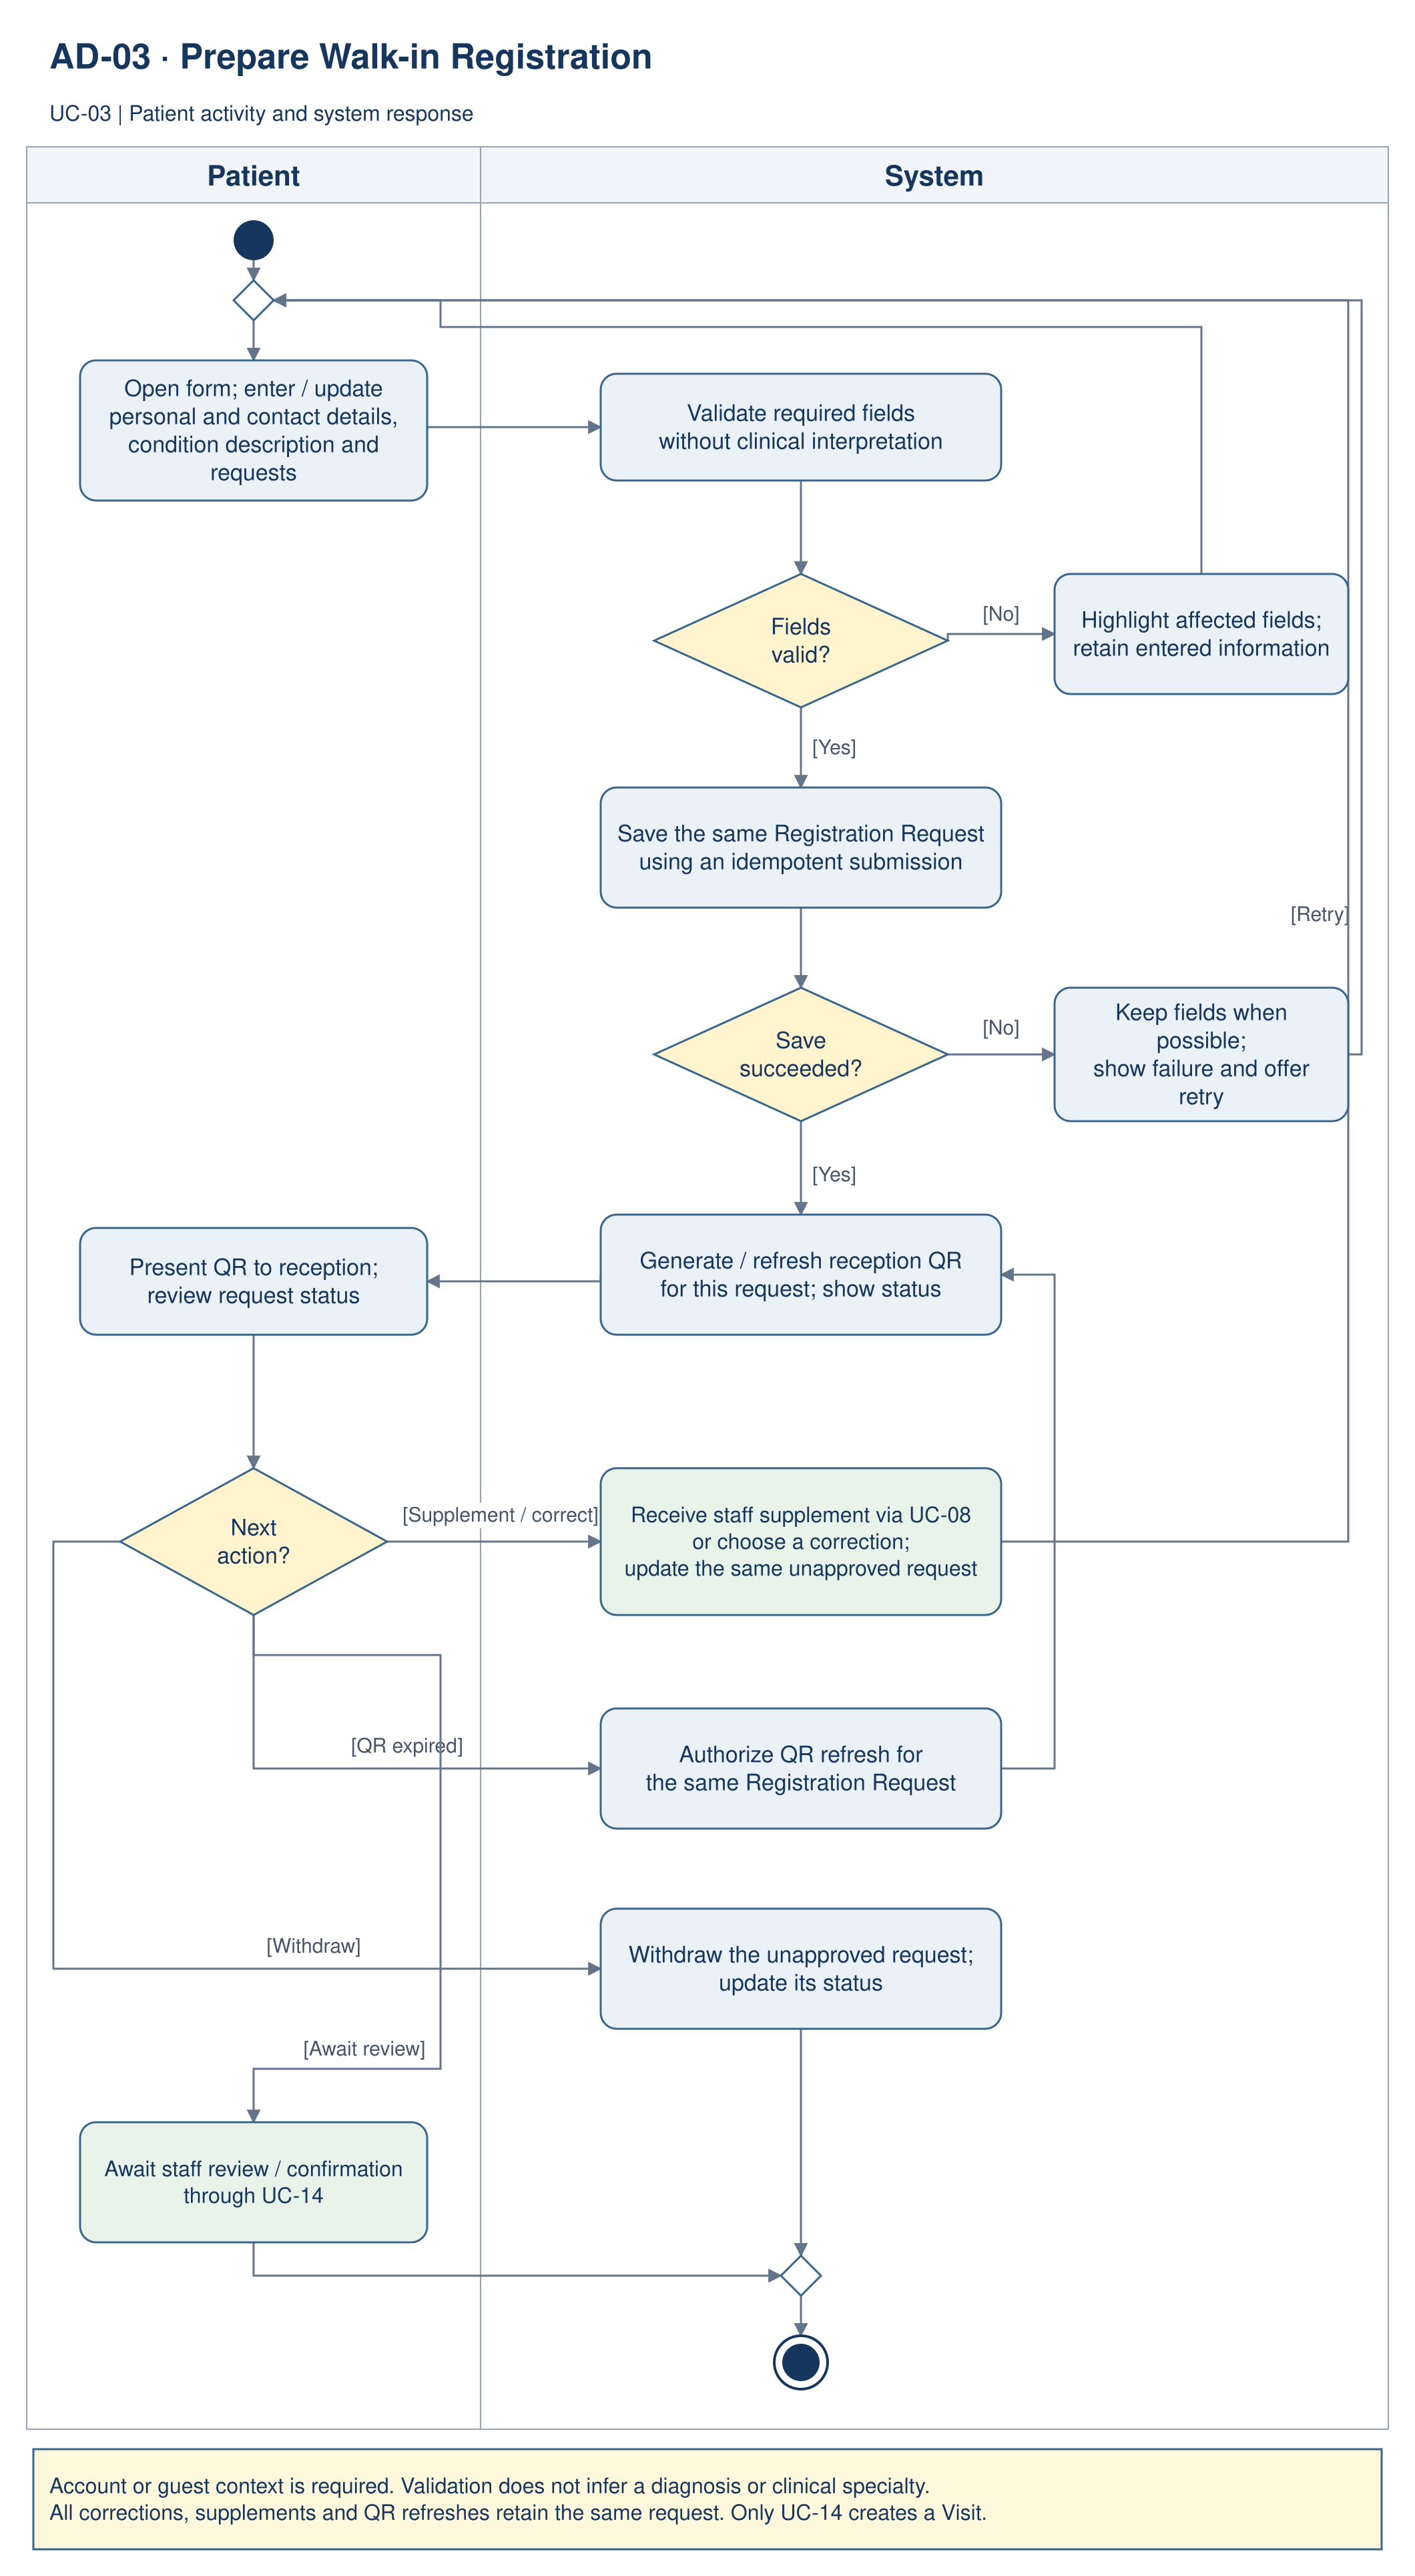 AD-03 · Prepare Walk-in Registration
UC-03 | Patient activity and system response
Patient
System
Open form; enter / update
personal and contact details,
condition description and
requests
Validate required fields
without clinical interpretation
Fields
valid?
[No]
Highlight affected fields;
retain entered information
[Yes]
Save the same Registration Request
using an idempotent submission
[Retry]
Save
succeeded?
[No]
Keep fields when
possible;
show failure and offer
retry
[Yes]
Present QR to reception;
review request status
Generate / refresh reception QR
for this request; show status
Next
action?
[Supplement / correct]
Receive staff supplement via UC-08
or choose a correction;
update the same unapproved request
[QR expired]
Authorize QR refresh for
the same Registration Request
[Withdraw]
Withdraw the unapproved request;
update its status
[Await review]
Await staff review / confirmation
through UC-14
Account or guest context is required. Validation does not infer a diagnosis or clinical specialty.
All corrections, supplements and QR refreshes retain the same request. Only UC-14 creates a Visit.